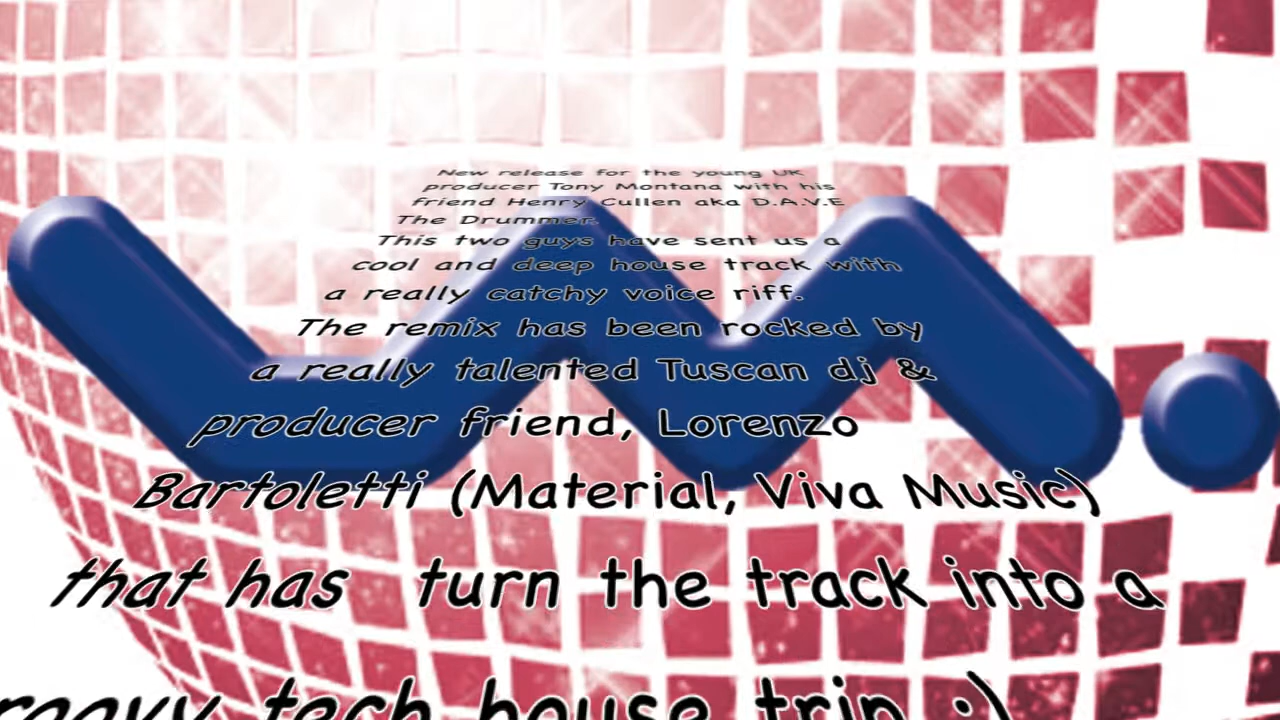 New release for the young UK
producer Tony Montana with his
friend Henry Cullen aka D.A.V.E
The Drummer.
This two guys have sent us a
cool and deep house track with
a really catchy voice riff.
The remix has been rocked by
a really talented Tuscan dj &
producer friend, Lorenzo
Bartoletti (Material, Viva Music)
that has turn the track into a
roovy tech house trip :)